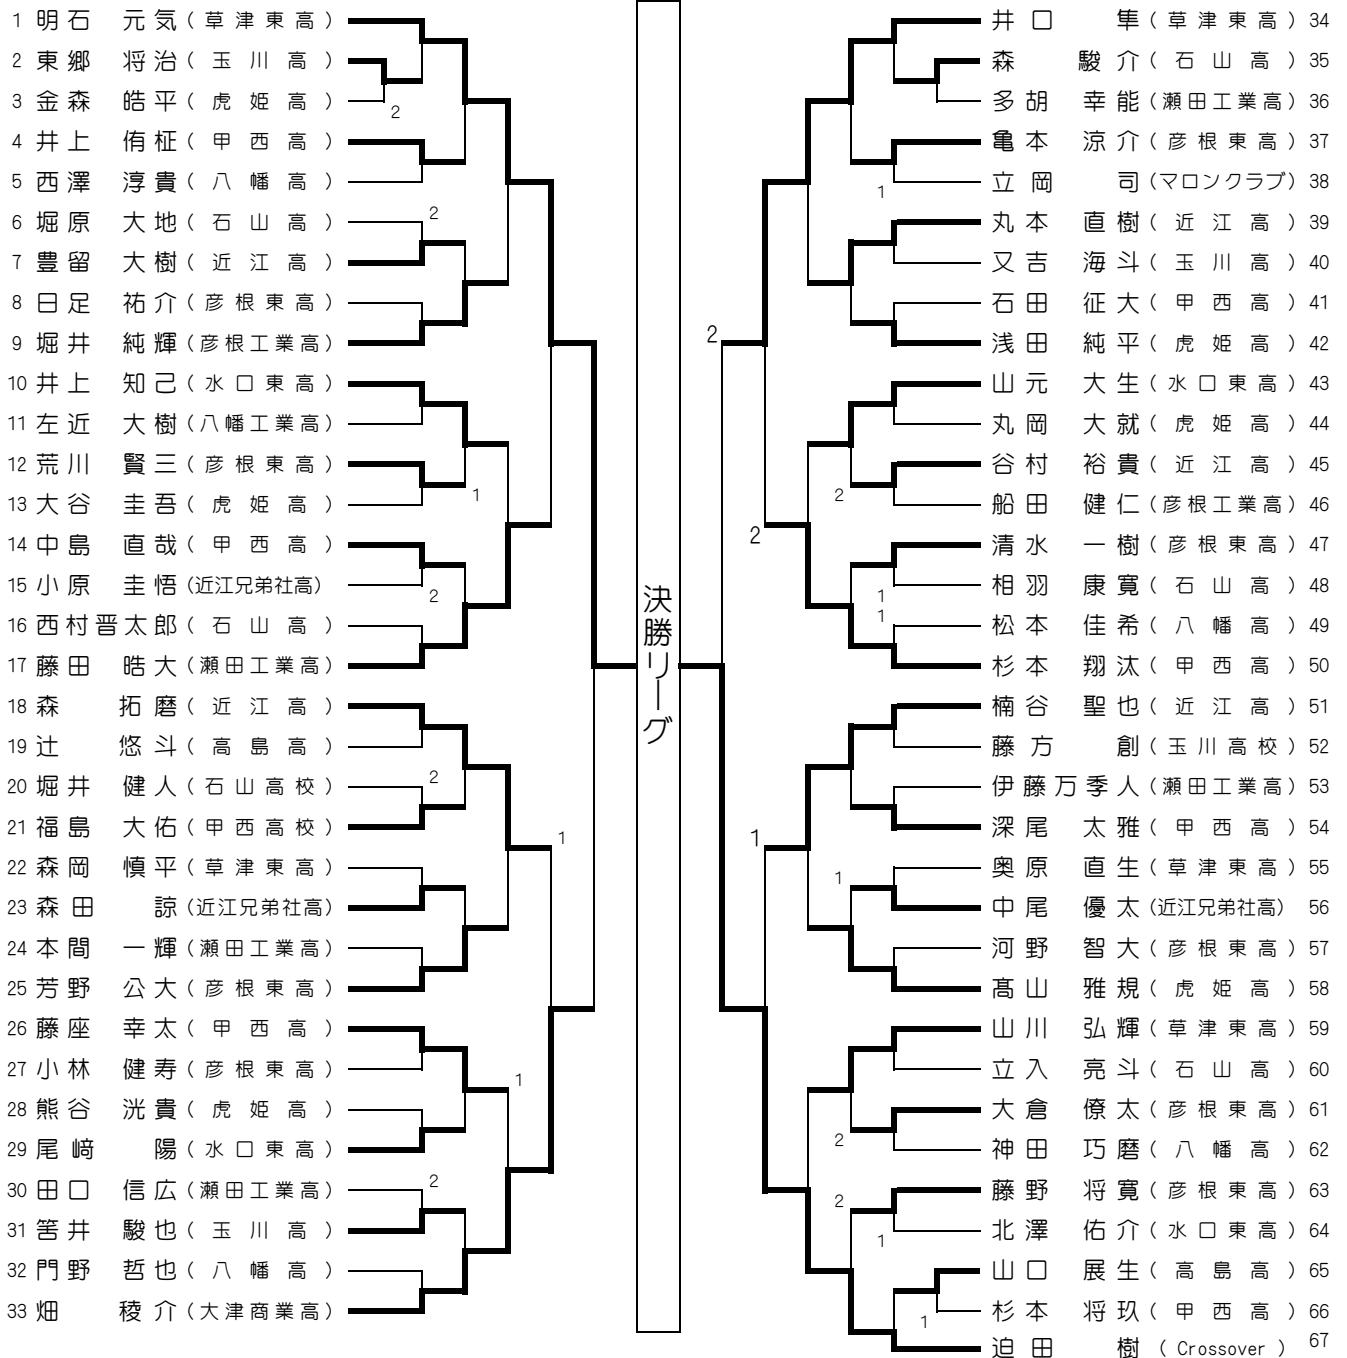 1 明石 元気 (草津東高)
2 東郷 将治 (玉川高)
3 金森 皓平 (虎姫高)
2
4 井上 侑柾 (甲西高)
5 西澤 淳貴 (八幡高)
6 堀原 大地 (石山高)
2
7 豊留 大樹 (近江高)
8 日足 祐介 (彦根東高)
9 堀井 純輝 (彦根工業高)
10 井上 知己 (水口東高)
11 左近 大樹 (八幡工業高)
12 荒川 賢三 (彦根東高)
1
13 大谷 圭吾 (虎姫高)
14 中島 直哉 (甲西高)
15 小原 圭悟 (近江兄弟社高)
2
16 西村晋太郎 (石山高)
17 藤田 皓大 (瀬田工業高)
18 森 拓磨 (近江高)
19 辻 悠斗 (高島高)
20 堀井 健人 (石山高校)
2
21 福島 大佑 (甲西高校)
1
22 森岡 慎平 (草津東高)
23 森田 諒 (近江兄弟社高)
24 本間 一輝 (瀬田工業高)
25 芳野 公大 (彦根東高)
26 藤座 幸太 (甲西高)
27 小林 健寿 (彦根東高)
1
28 熊谷 洸貴 (虎姫高)
29 尾﨑 陽 (水口東高)
30 田口 信広 (瀬田工業高)
2
31 筈井 駿也 (玉川高)
32 門野 哲也 (八幡高)
33 畑 稜介 (大津商業高)
決勝リーグ
井口 隼 (草津東高) 34
森 駿介 (石山高) 35
多胡 幸能 (瀬田工業高) 36
亀本 涼介 (彦根東高) 37
1
立岡 司 (マロンクラブ) 38
丸本 直樹 (近江高) 39
又吉 海斗 (玉川高) 40
石田 征大 (甲西高) 41
2
浅田 純平 (虎姫高) 42
山元 大生 (水口東高) 43
丸岡 大就 (虎姫高) 44
谷村 裕貴 (近江高) 45
2
船田 健仁 (彦根工業高) 46
2
清水 一樹 (彦根東高) 47
相羽 康寛 (石山高) 48
1
1
松本 佳希 (八幡高) 49
杉本 翔汰 (甲西高) 50
楠谷 聖也 (近江高) 51
藤方 創 (玉川高校) 52
伊藤万季人 (瀬田工業高) 53
深尾 太雅 (甲西高) 54
1
奥原 直生 (草津東高) 55
1
中尾 優太 (近江兄弟社高) 56
河野 智大 (彦根東高) 57
髙山 雅規 (虎姫高) 58
山川 弘輝 (草津東高) 59
立入 亮斗 (石山高) 60
大倉 僚太 (彦根東高) 61
2
神田 巧磨 (八幡高) 62
藤野 将寛 (彦根東高) 63
2
北澤 佑介 (水口東高) 64
1
山口 展生 (高島高) 65
杉本 将玖 (甲西高) 66
1
迫田 樹 (Crossover) 67